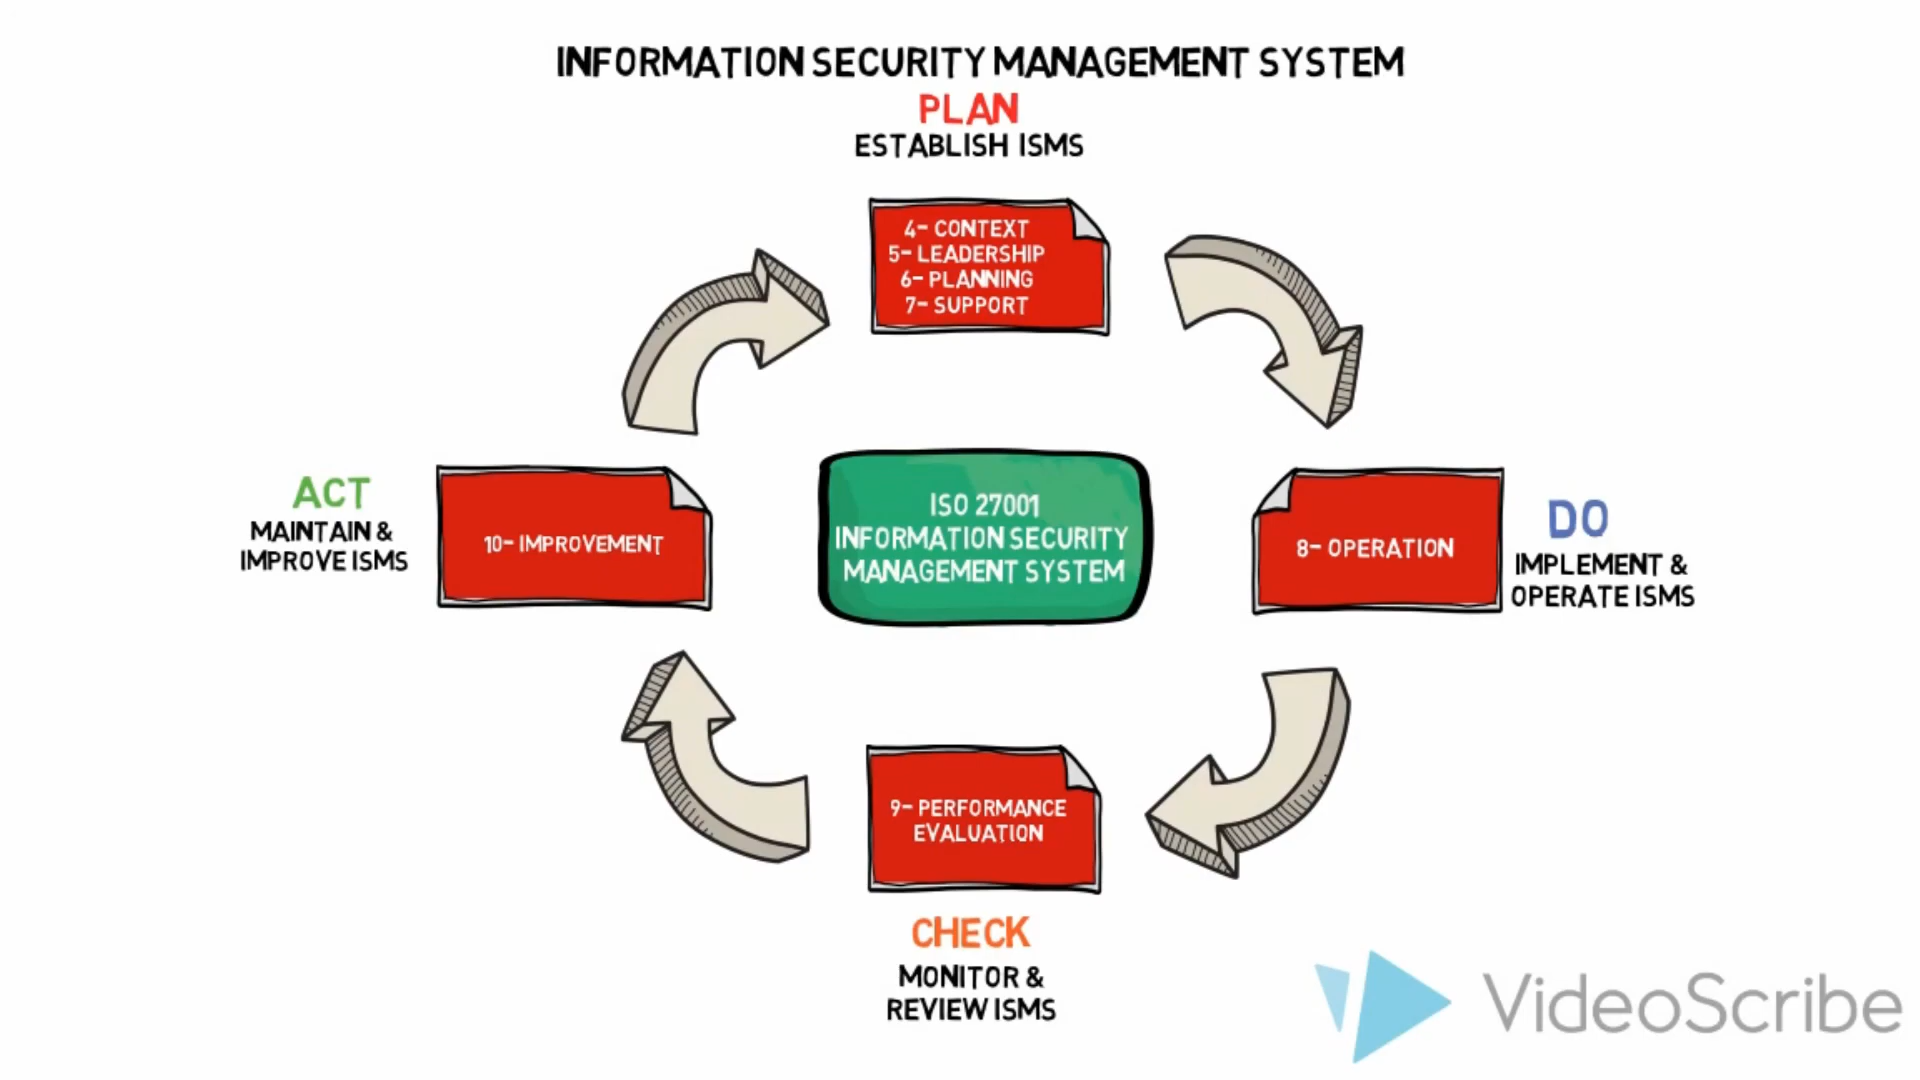 INFORMATION SECURITY MANAGEMENT SYSTEM
PLAN
ESTABLISH ISMS
4- CONTEXT
5- LEADERSHIP
6- PLANNING
7- SUPPORT
ACT
MAINTAIN &
IMPROVE ISMS
10- IMPROVEMENT
ISO 27001
INFORMATION SECURITY
MANAGEMENT SYSTEM
8- OPERATION
DO
IMPLEMENT &
OPERATE ISMS
9- PERFORMANCE
EVALUATION
CHECK
MONITOR &
REVIEW ISMS
VideoScribe